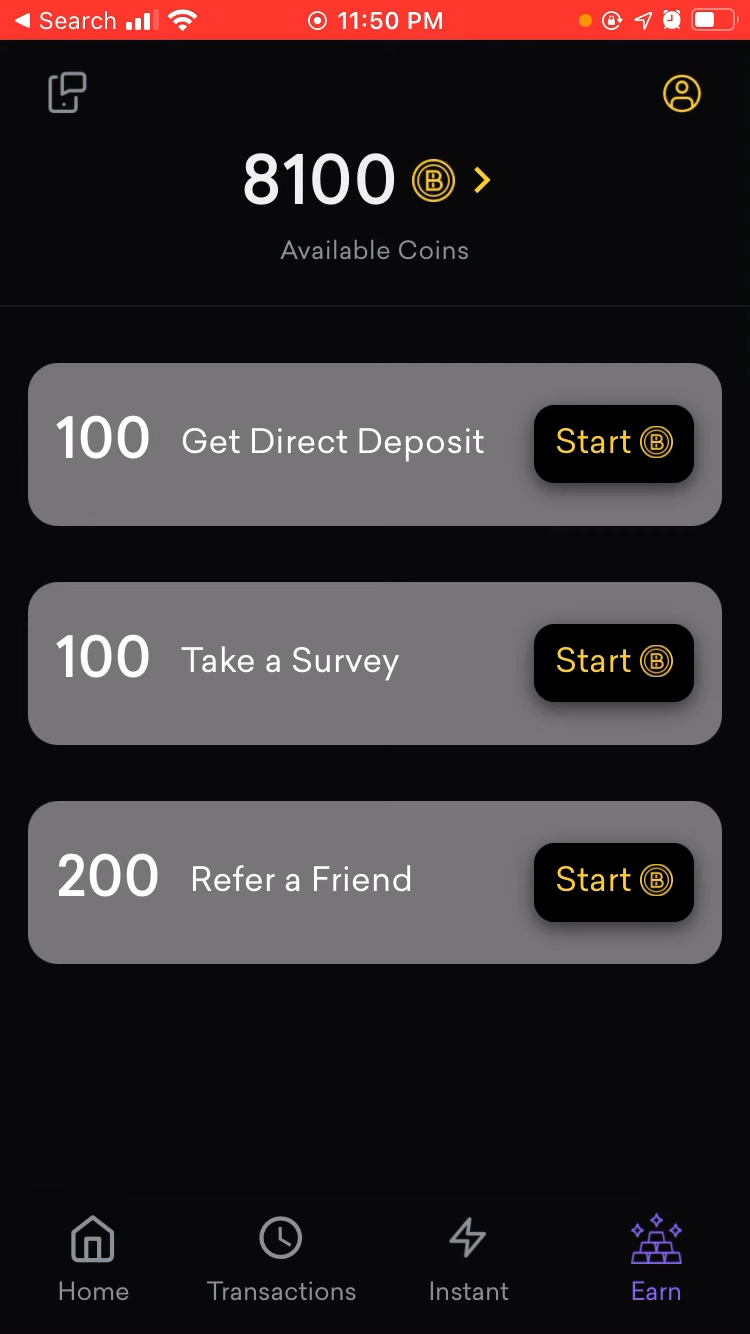 Search 11:50 PM
8100
Available Coins
100 Get Direct Deposit Start
100 Take a Survey Start
200 Refer a Friend Start
Home Transactions Instant Earn